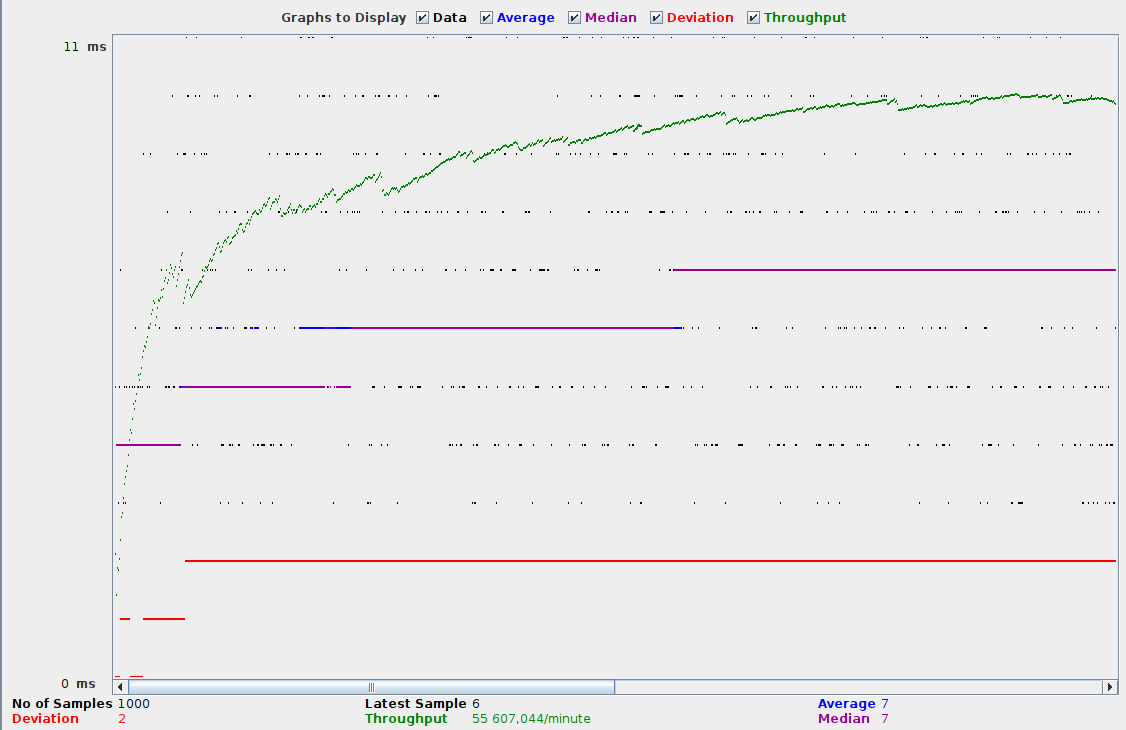 Graphs to Display Data Average Median Deviation Throughput
11 ms
0 ms
No of Samples 1000 Latest Sample 6 Average 7
Deviation 2 Throughput 55 607,044/minute Median 7